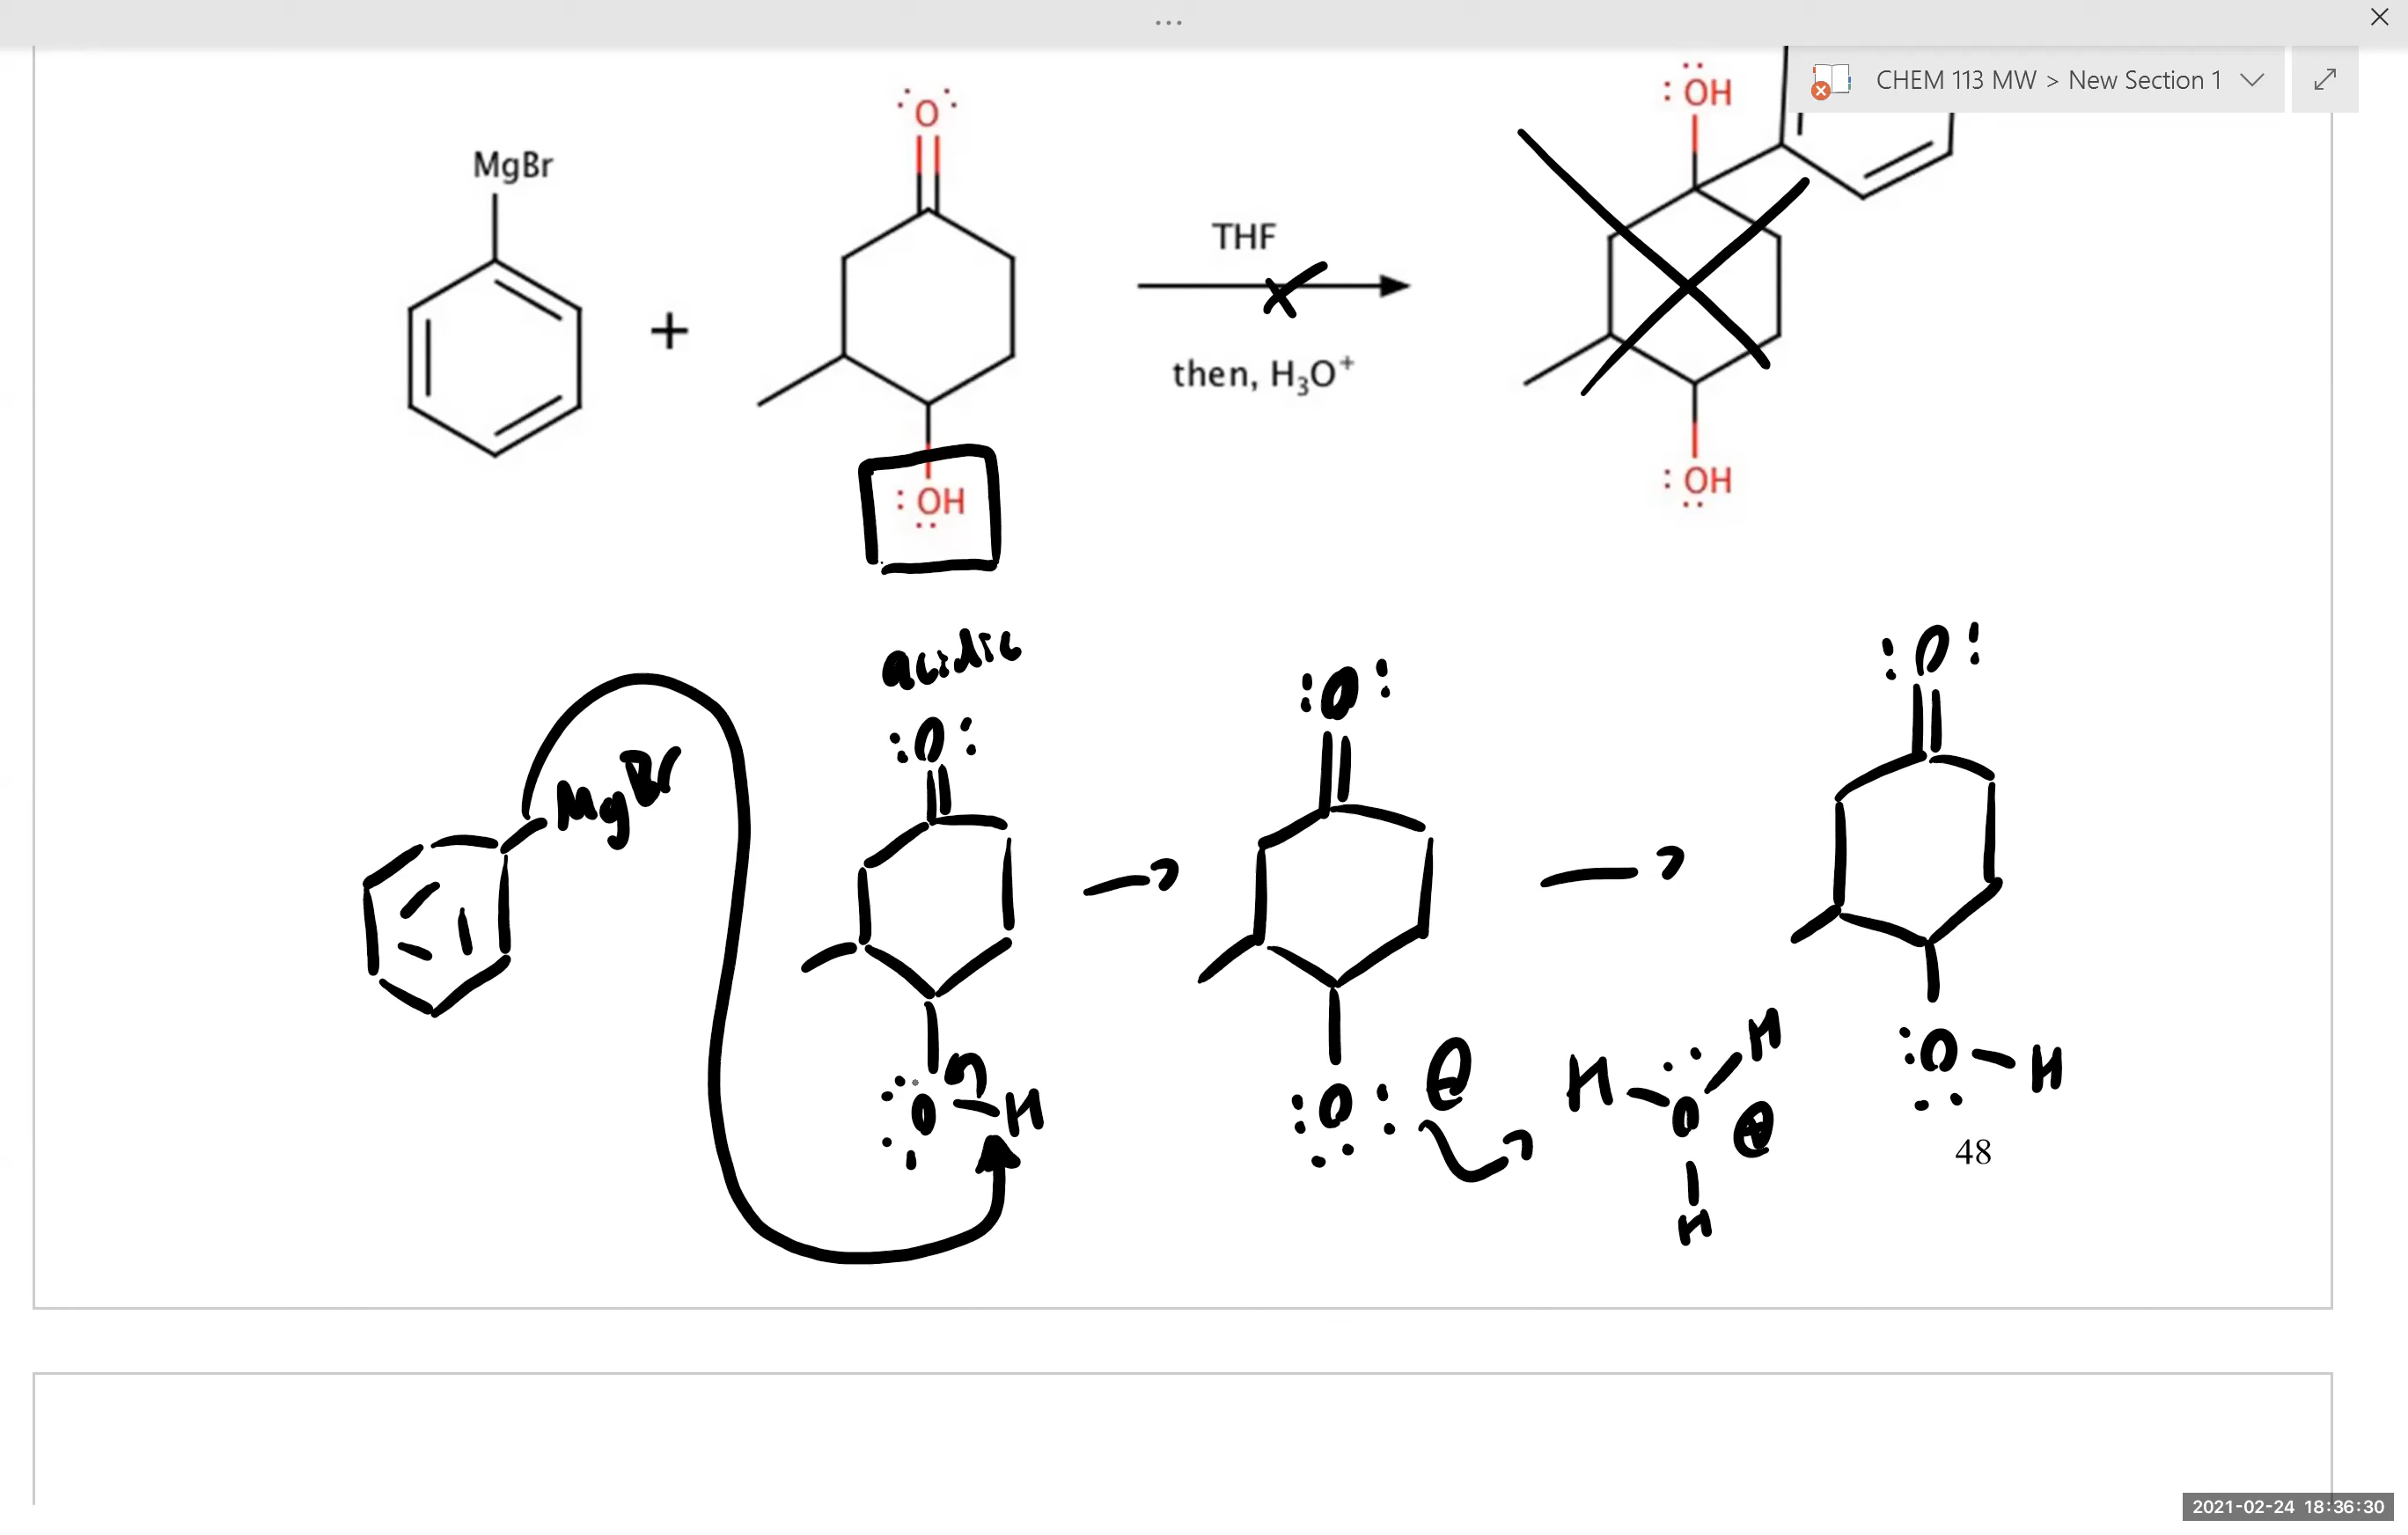 CHEM 113 MW > New Section 1
MgBr
+
O
THF
then, H₃O⁺
OH
OH
OH
acidic
MgBr
O
O-H
O
O ⊖
H-O-H ⊕
H
O
O-H
48
2021-02-24 18:36:30